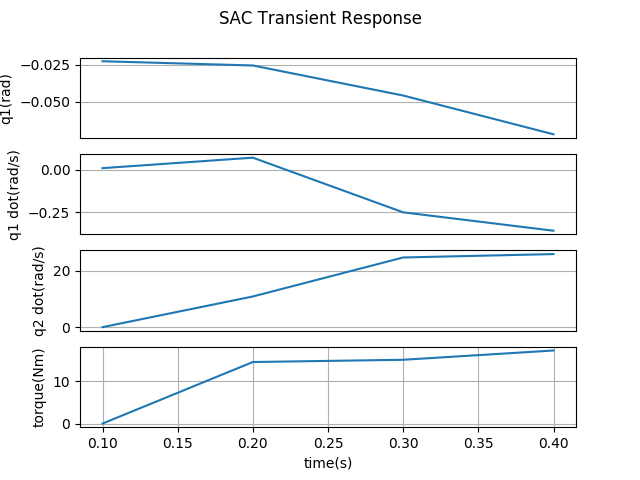 SAC Transient Response
−0.025
−0.050
q1(rad)
0.00
−0.25
q1 dot(rad/s)
20
0
q2 dot(rad/s)
10
0
torque(Nm)
0.10 0.15 0.20 0.25 0.30 0.35 0.40
time(s)